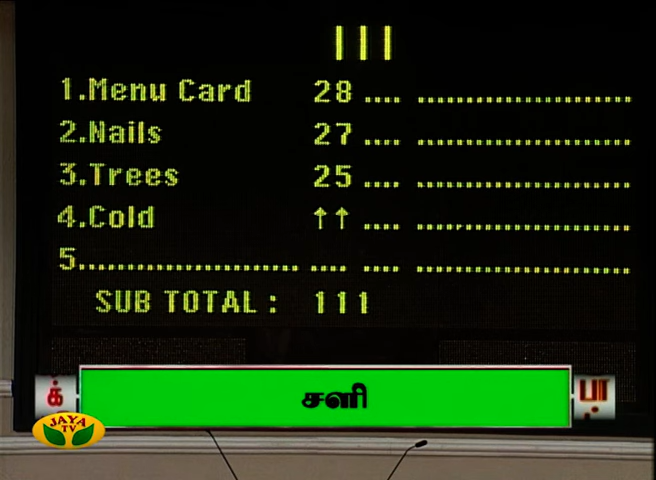 |||
1.Menu Card 28 .... ......................
2.Nails 27 .... ......................
3.Trees 25 .... ......................
4.Cold ↑↑ .... ......................
5....................... .... .... ......................
SUB TOTAL : 111
க் சளி
JAYA TV